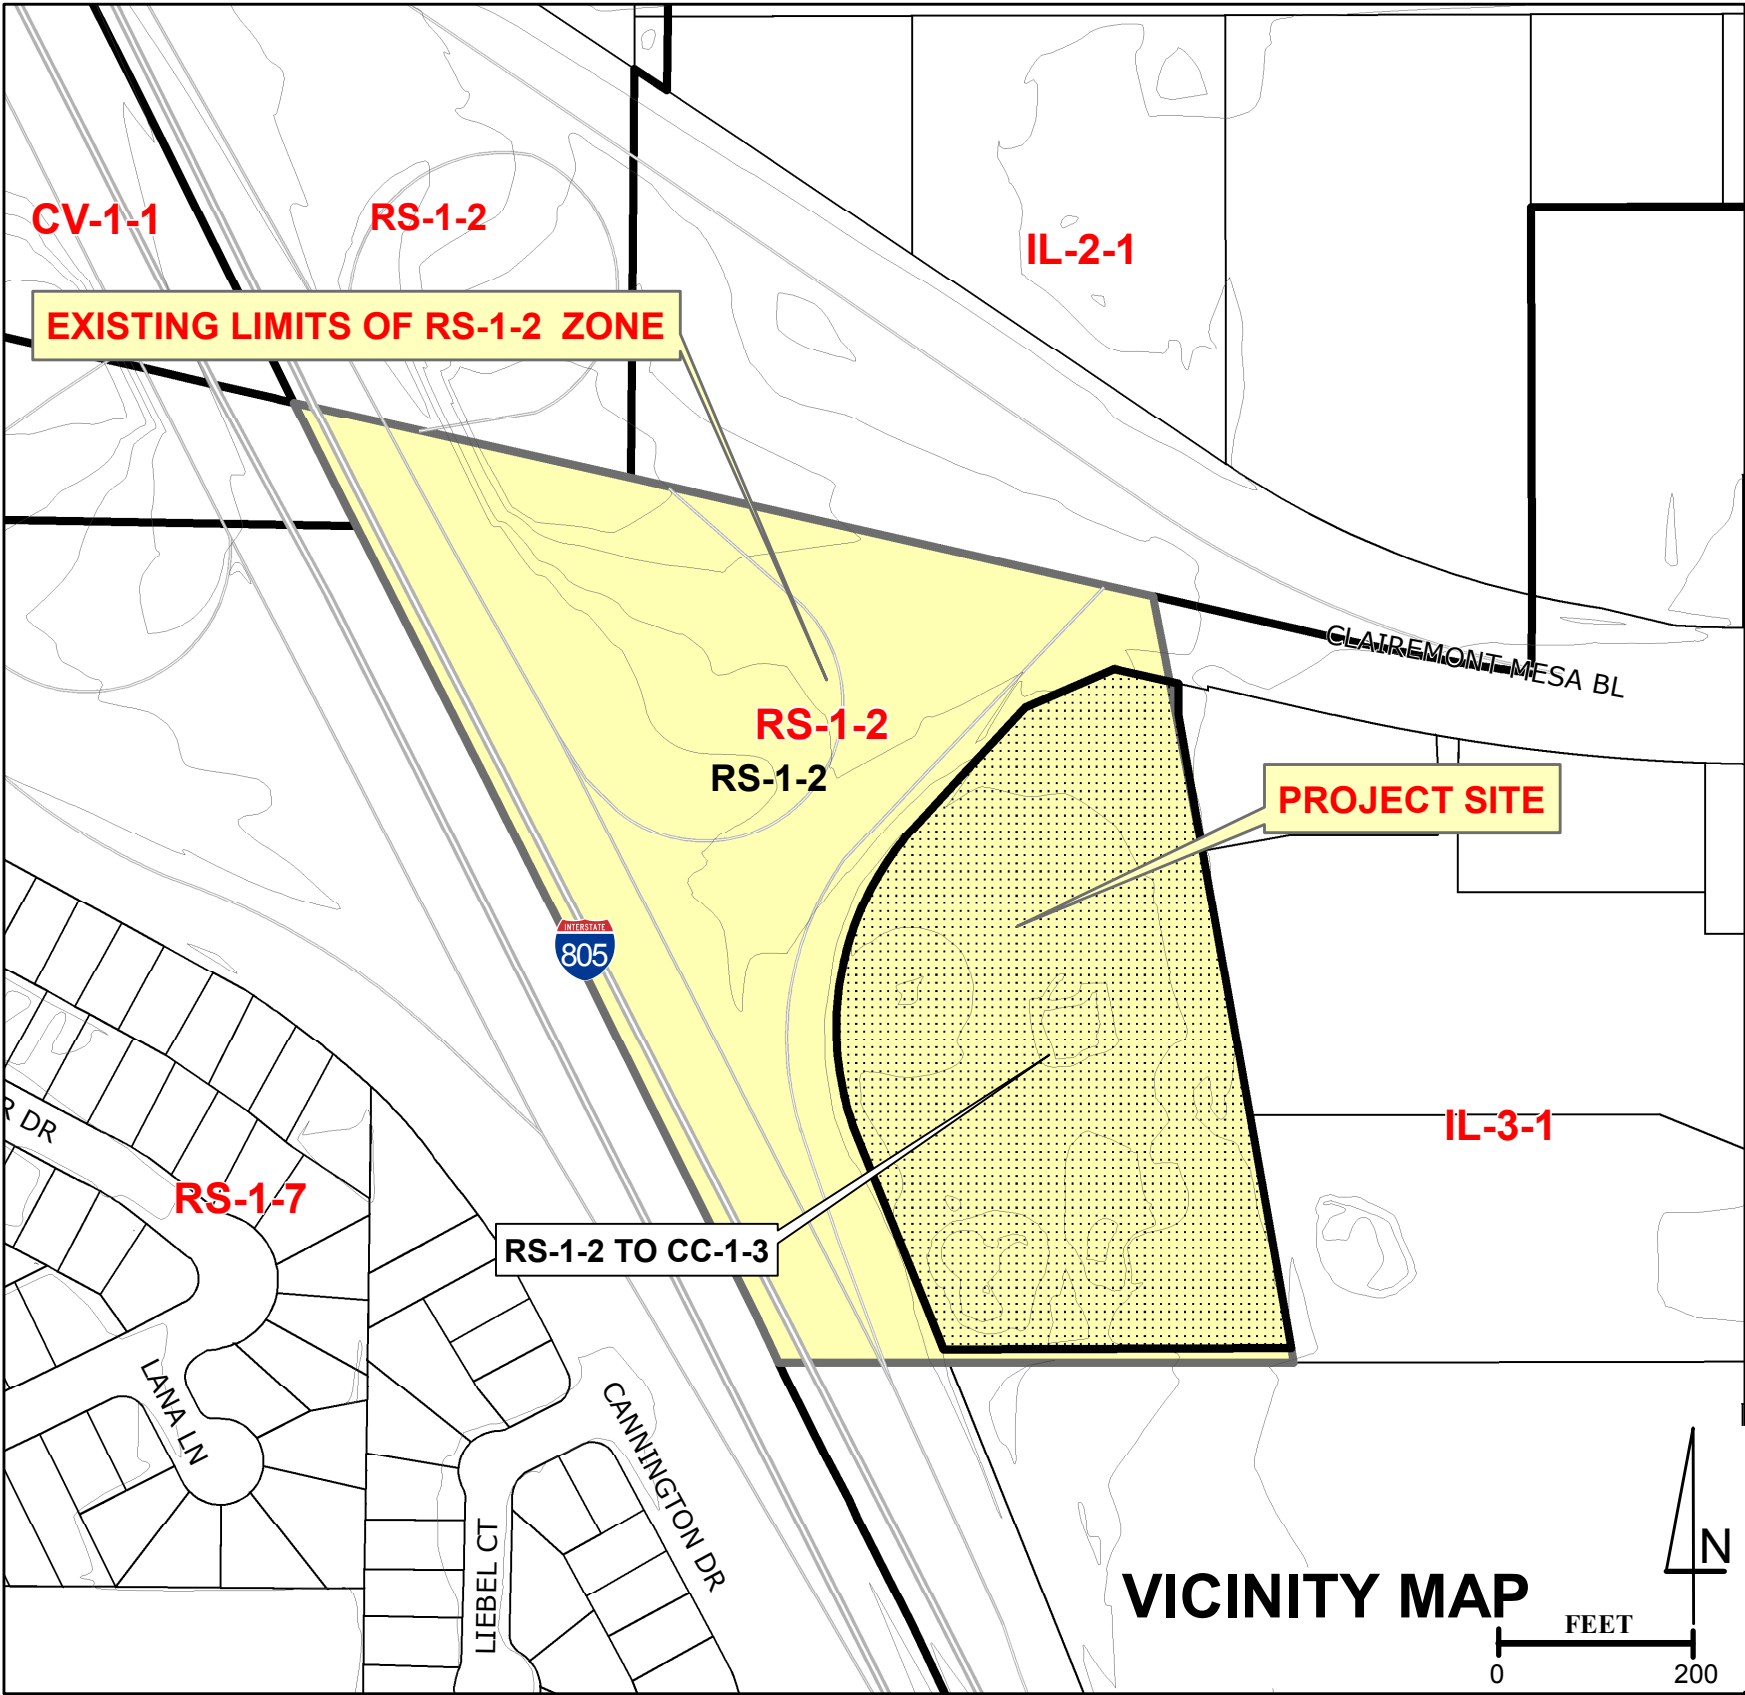 CV-1-1
RS-1-2
IL-2-1
EXISTING LIMITS OF RS-1-2 ZONE
CLAIREMONT MESA BL
RS-1-2
RS-1-2
PROJECT SITE
INTERSTATE
805
R DR
IL-3-1
RS-1-7
RS-1-2 TO CC-1-3
LANA LN
CANNINGTON DR
LIEBEL CT
N
VICINITY MAP
FEET
0 200